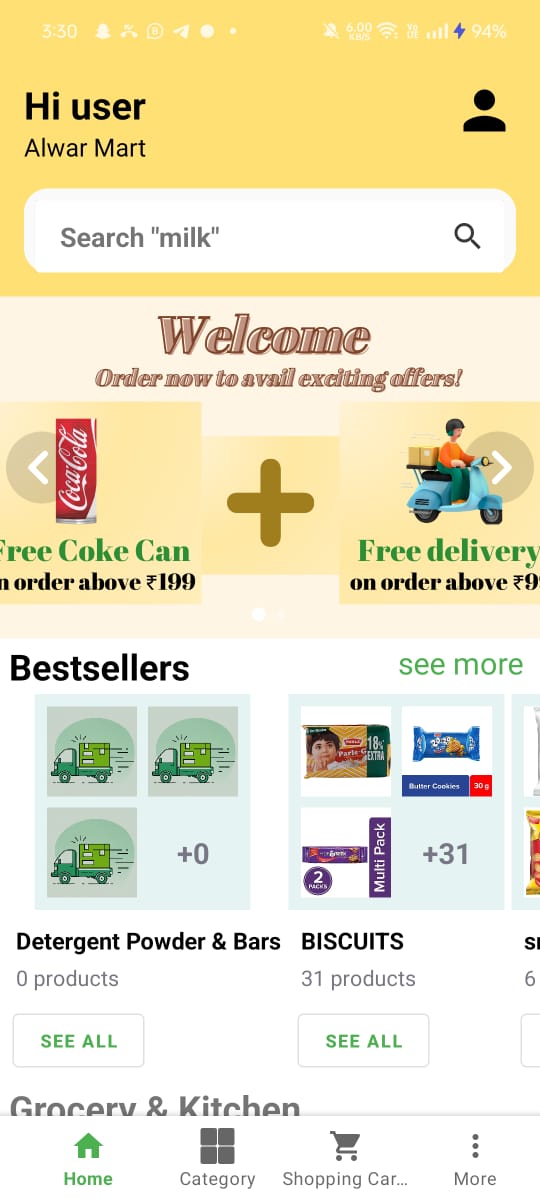 3:30 6.00 KB/S Vo LTE 94%
Hi user
Alwar Mart
Search "milk"
Welcome
Order now to avail exciting offers!
Coca-Cola
Free Coke Can
n order above ₹199
Free delivery
on order above ₹9
Bestsellers
see more
PARLE
Parle-G
18%
EXTRA
Butter Cookies
30 g
2
PACKS
Multi Pack
+0
+31
Detergent Powder & Bars
BISCUITS
0 products
31 products
6
SEE ALL
SEE ALL
Grocery & Kitchen
Home
Category
Shopping Car...
More